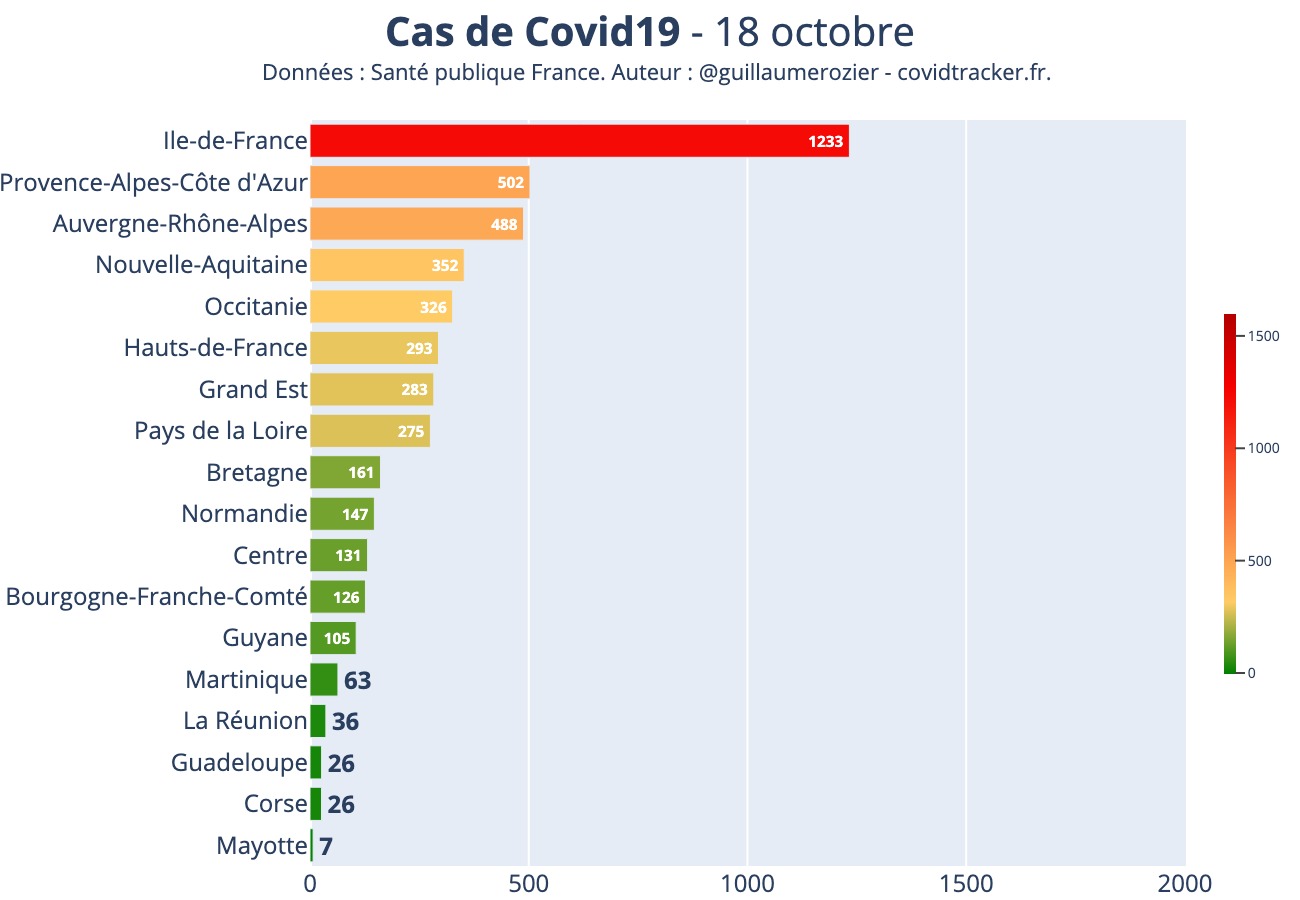 Cas de Covid19 - 18 octobre
Données : Santé publique France. Auteur : @guillaumerozier - covidtracker.fr.
Ile-de-France 1233
Provence-Alpes-Côte d'Azur 502
Auvergne-Rhône-Alpes 488
Nouvelle-Aquitaine 352
Occitanie 326
Hauts-de-France 293
Grand Est 283
Pays de la Loire 275
Bretagne 161
Normandie 147
Centre 131
Bourgogne-Franche-Comté 126
Guyane 105
Martinique 63
La Réunion 36
Guadeloupe 26
Corse 26
Mayotte 7
0 500 1000 1500 2000
1500
1000
500
0